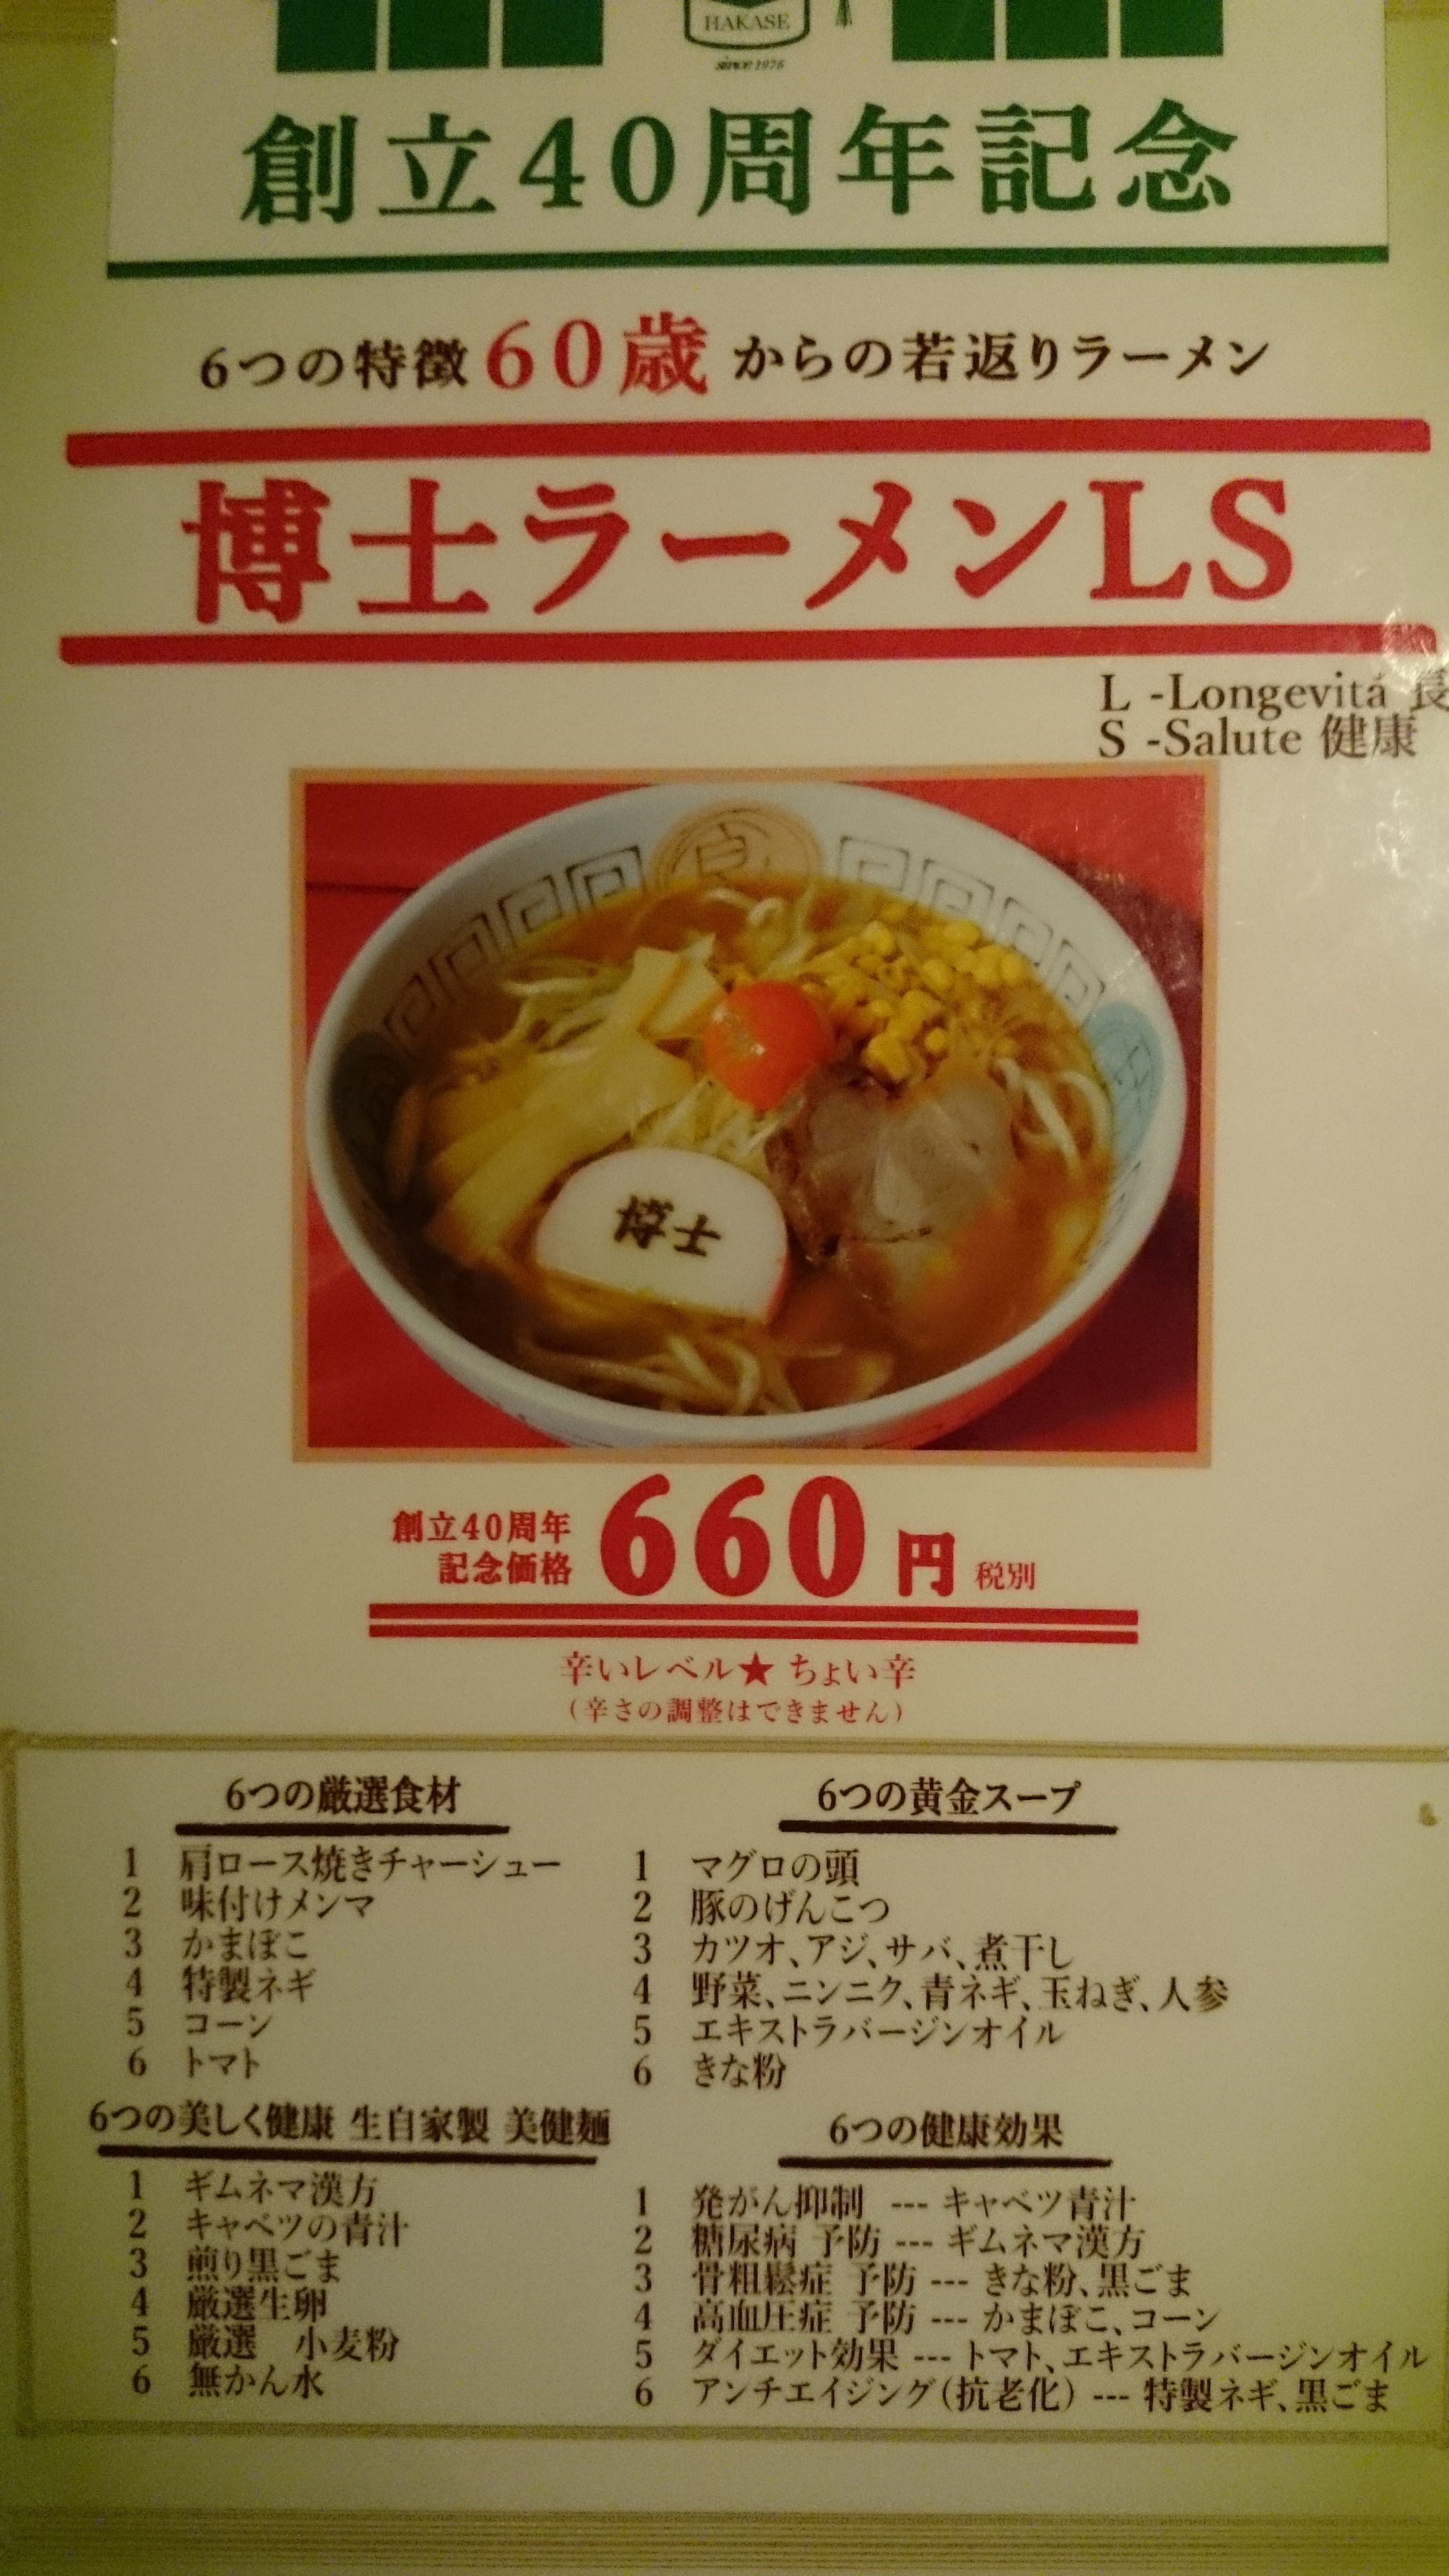 HAKASE
since 1976
創立40周年記念
6つの特徴60歳からの若返りラーメン
博士ラーメンLS
L -Longevitá 長
S -Salute 健康
博士
創立40周年
記念価格
660円 税別
辛いレベル★ ちょい辛
(辛さの調整はできません)
6つの厳選食材
1 肩ロース焼きチャーシュー
2 味付けメンマ
3 かまぼこ
4 特製ネギ
5 コーン
6 トマト
6つの黄金スープ
1 マグロの頭
2 豚のげんこつ
3 カツオ、アジ、サバ、煮干し
4 野菜、ニンニク、青ネギ、玉ねぎ、人参
5 エキストラバージンオイル
6 きな粉
6つの美しく健康 生自家製 美健麺
1 ギムネマ漢方
2 キャベツの青汁
3 煎り黒ごま
4 厳選生卵
5 厳選 小麦粉
6 無かん水
6つの健康効果
1 発がん抑制 --- キャベツ青汁
2 糖尿病 予防 --- ギムネマ漢方
3 骨粗鬆症 予防 --- きな粉、黒ごま
4 高血圧症 予防 --- かまぼこ、コーン
5 ダイエット効果 --- トマト、エキストラバージンオイル
6 アンチエイジング(抗老化) --- 特製ネギ、黒ごま